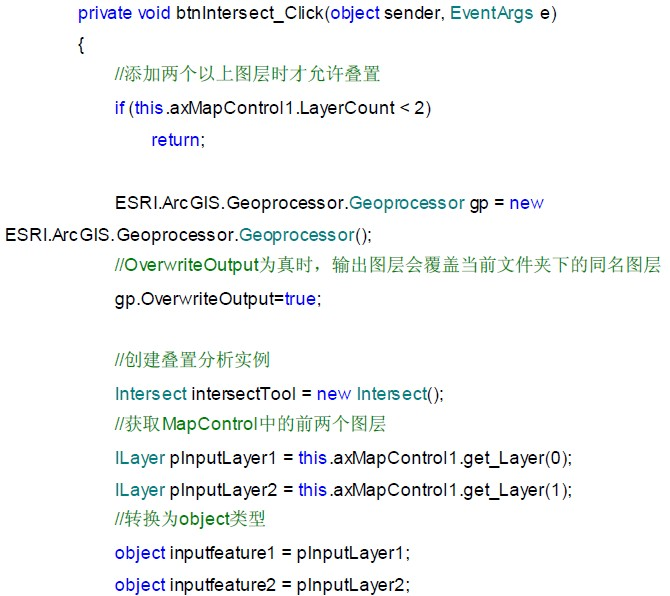 private void btnIntersect_Click(object sender, EventArgs e)
{
//添加两个以上图层时才允许叠置
if (this.axMapControl1.LayerCount < 2)
return;
ESRI.ArcGIS.Geoprocessor.Geoprocessor gp = new
ESRI.ArcGIS.Geoprocessor.Geoprocessor();
//OverwriteOutput为真时，输出图层会覆盖当前文件夹下的同名图层
gp.OverwriteOutput=true;
//创建叠置分析实例
Intersect intersectTool = new Intersect();
//获取MapControl中的前两个图层
ILayer pInputLayer1 = this.axMapControl1.get_Layer(0);
ILayer pInputLayer2 = this.axMapControl1.get_Layer(1);
//转换为object类型
object inputfeature1 = pInputLayer1;
object inputfeature2 = pInputLayer2;